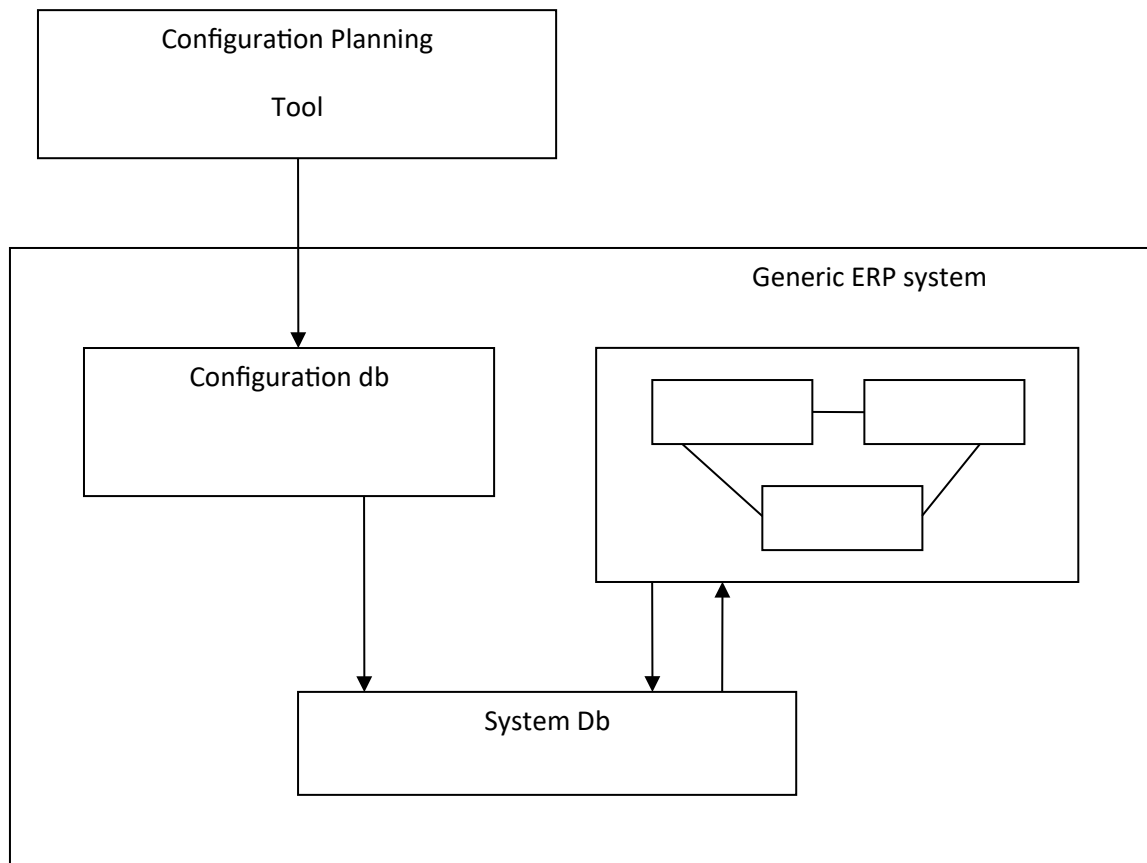 Configuration Planning
Tool
Generic ERP system
Configuration db
System Db